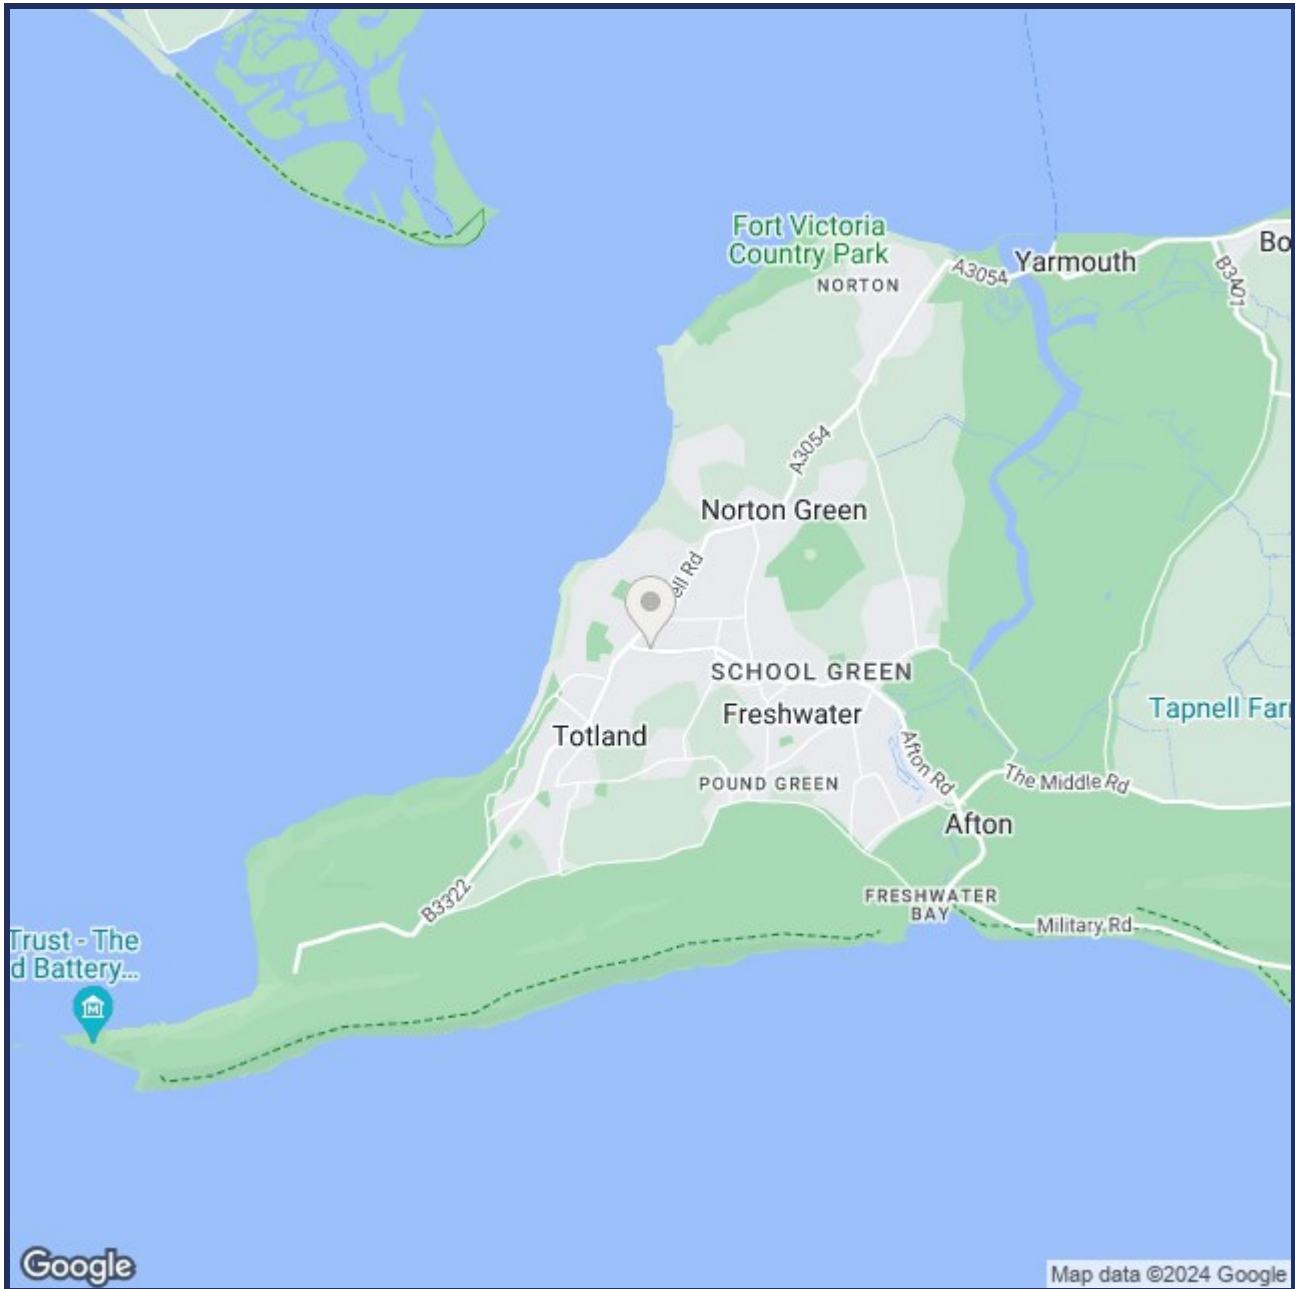 Fort Victoria
Country Park
NORTON
A3054
Yarmouth
Bo
B3401
A3054
Norton Green
ell Rd
SCHOOL GREEN
Freshwater
Totland
Tapnell Far
Afton Rd
POUND GREEN
The Middle Rd
Afton
B3322
FRESHWATER
BAY
Military Rd
Trust - The
d Battery...
M
Google
Map data ©2024 Google